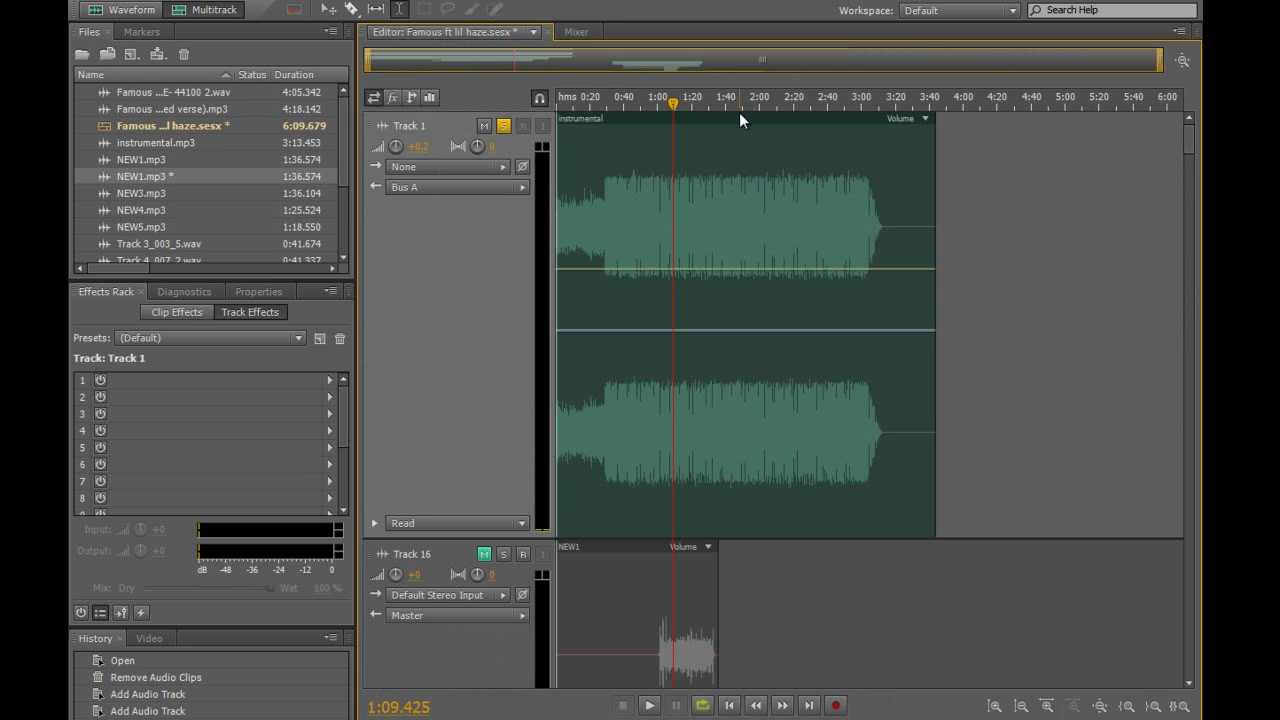 Waveform Multitrack Workspace: Default Search Help
Files Markers
Editor: Famous ft lil haze.sesx * Mixer
Name Status Duration
Famous ...E- 44100 2.wav 4:05.342
Famous ...ed verse).mp3 4:18.142
Famous ...l haze.sesx * 6:09.679
instrumental.mp3 3:13.453
NEW1.mp3 1:36.574
NEW1.mp3 * 1:36.574
NEW3.mp3 1:36.104
NEW4.mp3 1:25.524
NEW5.mp3 1:18.550
Track 3_003_5.wav 0:41.674
Track 4_007_2.wav 0:41.337
hms 0:20 0:40 1:00 1:20 1:40 2:00 2:20 2:40 3:00 3:20 3:40 4:00 4:20 4:40 5:00 5:20 5:40 6:00
Track 1 M S R I
instrumental Volume
+0.2 0
None
Bus A
Read
Effects Rack Diagnostics Properties
Clip Effects Track Effects
Presets: (Default)
Track: Track 1
1
2
3
4
5
6
7
8
Input: +0
Output: +0
dB -48 -36 -24 -12 0
Mix: Dry Wet 100 %
Track 16 M S R I
NEW1 Volume
+0 0
Default Stereo Input
Master
History Video
Open
Remove Audio Clips
Add Audio Track
Add Audio Track
1:09.425